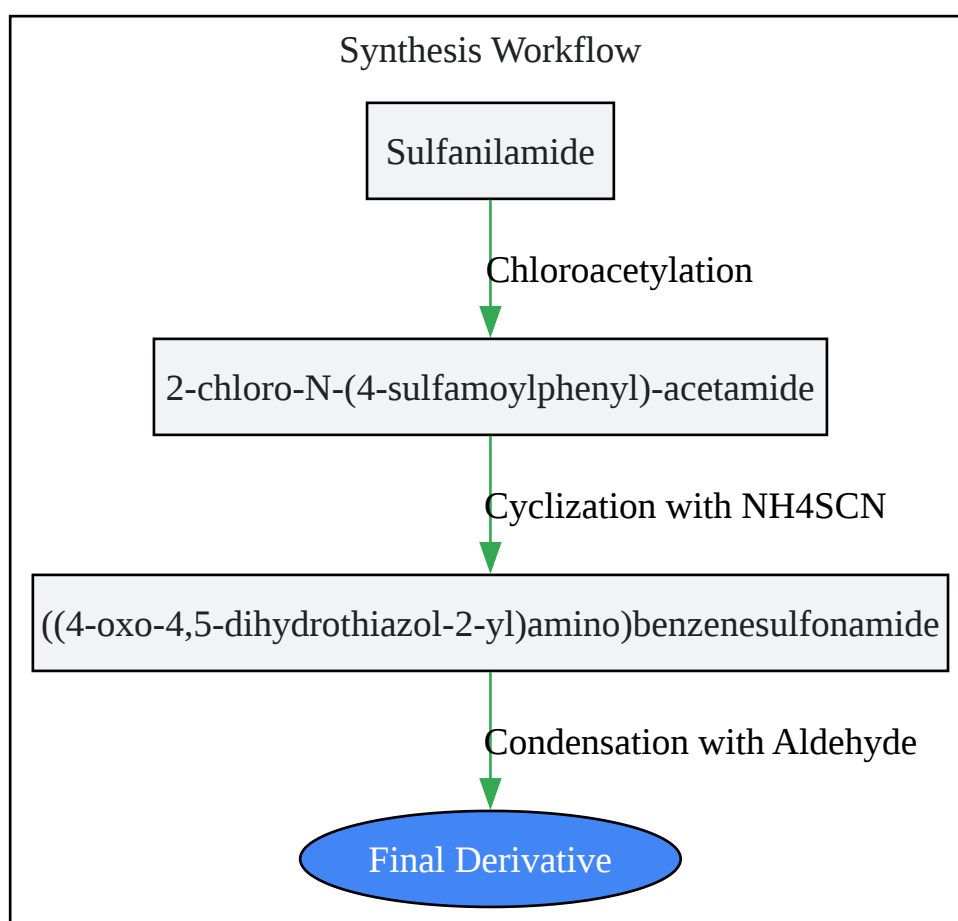 Synthesis Workflow
Sulfanilamide
Chloroacetylation
2-chloro-N-(4-sulfamoylphenyl)-acetamide
Cyclization with NH4SCN
((4-oxo-4,5-dihydrothiazol-2-yl)amino)benzenesulfonamide
Condensation with Aldehyde
Final Derivative